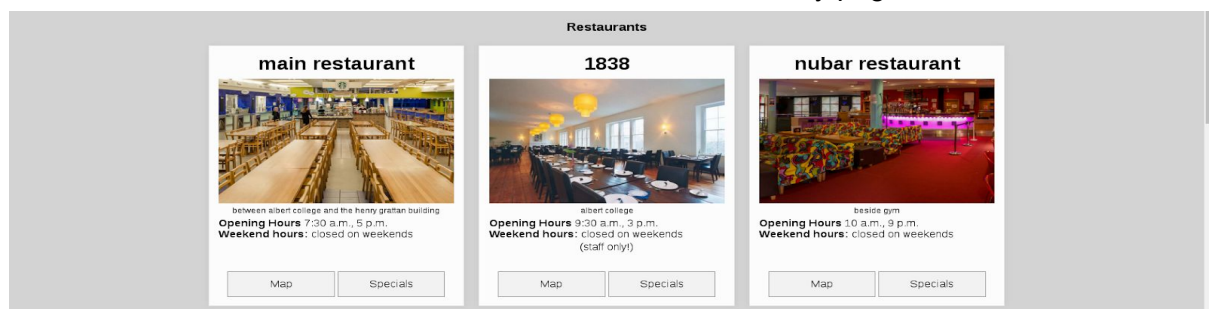 Restaurants
main restaurant
between albert college and the henry grattan building
Opening Hours 7:30 a.m., 5 p.m.
Weekend hours: closed on weekends
Map
Specials
1838
albert college
Opening Hours 9:30 a.m., 3 p.m.
Weekend hours: closed on weekends
(staff only!)
Map
Specials
nubar restaurant
beside gym
Opening Hours 10 a.m., 9 p.m.
Weekend hours: closed on weekends
Map
Specials